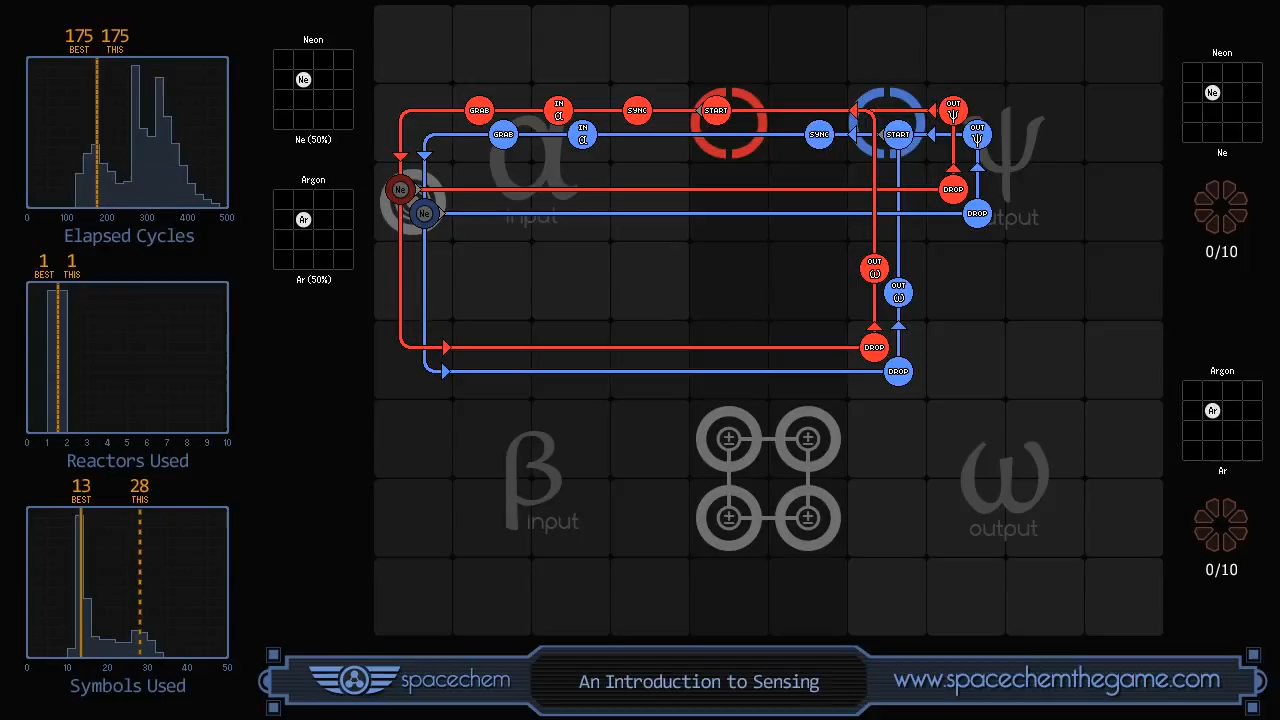 175 175
BEST THIS
0 100 200 300 400 500
Elapsed Cycles
1 1
BEST THIS
0 1 2 3 4 5 6 7 8 9 10
Reactors Used
13 28
BEST THIS
0 10 20 30 40 50
Symbols Used
Neon
Ne
Ne (50%)
Argon
Ar
Ar (50%)
GRAB IN α SYNC START OUT ψ
GRAB IN α SYNC START OUT ψ
α input
ψ output
Ne DROP
Ne DROP
OUT ω
OUT ω
DROP
DROP
β input
± ±
± ±
ω output
Neon
Ne
Ne
0/10
Argon
Ar
Ar
0/10
spacechem
An Introduction to Sensing
www.spacechemthegame.com